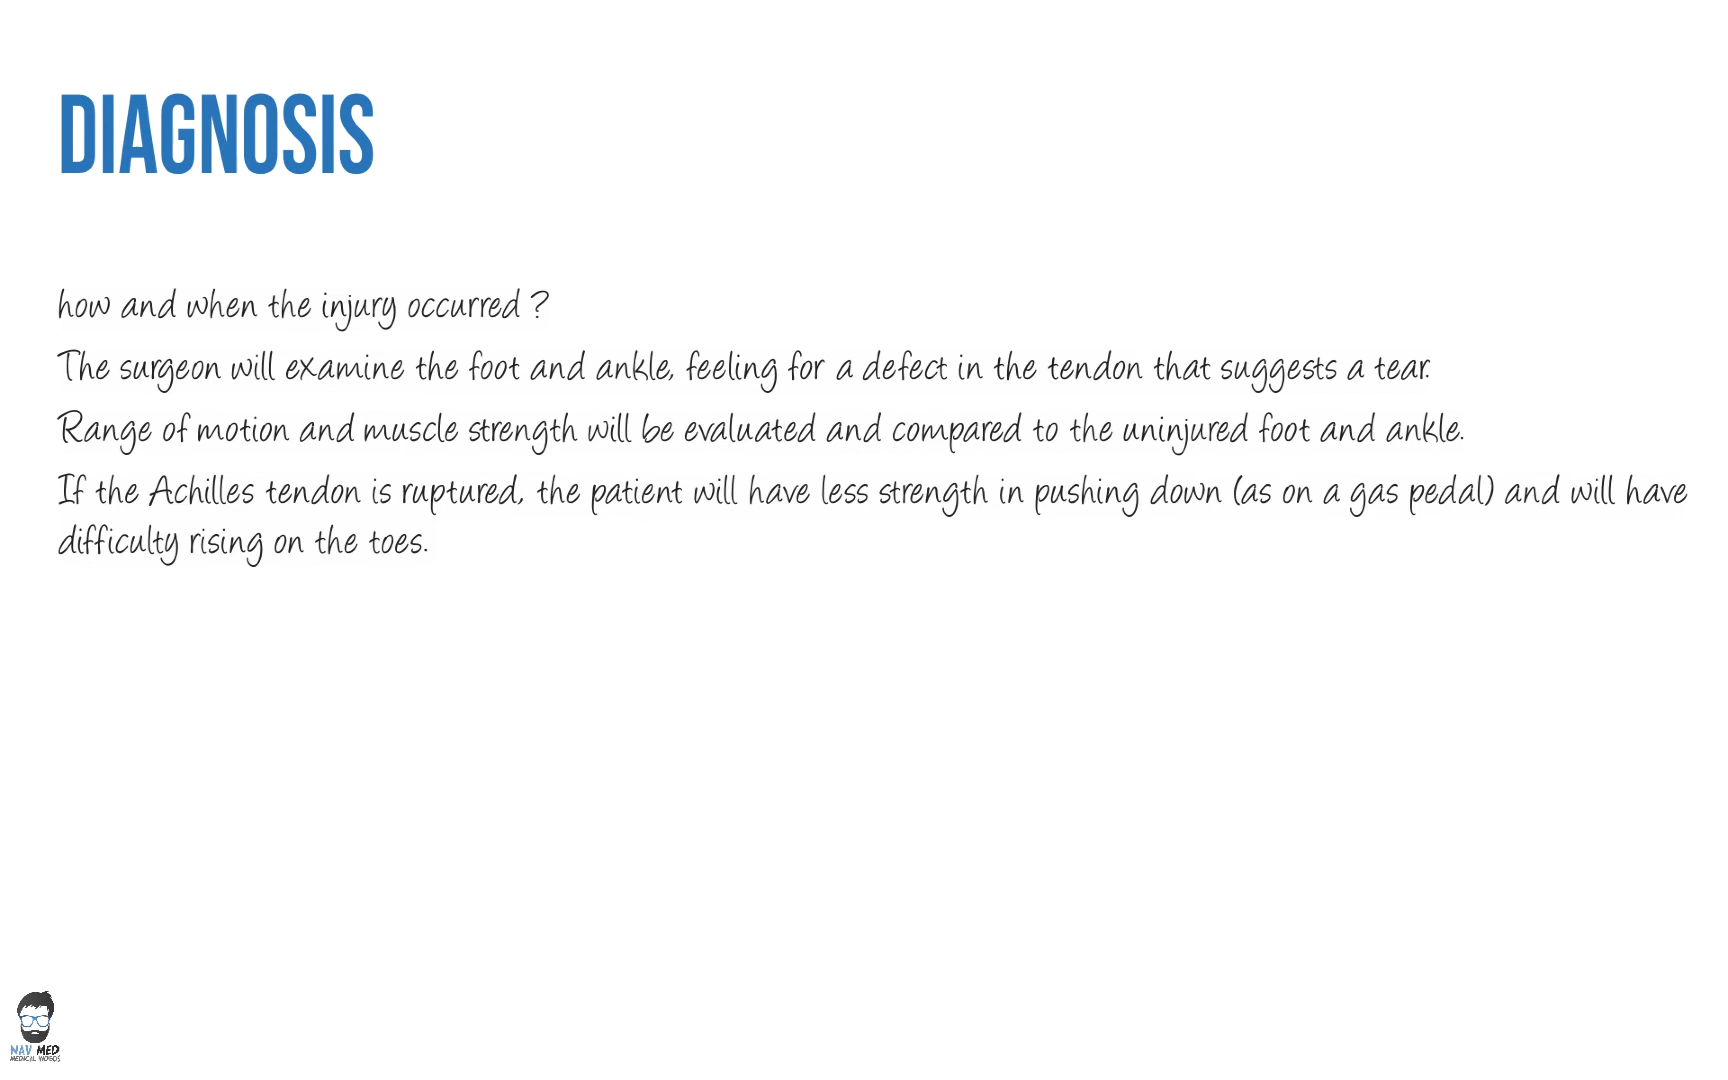 DIAGNOSIS
how and when the injury occurred ?
The surgeon will examine the foot and ankle, feeling for a defect in the tendon that suggests a tear.
Range of motion and muscle strength will be evaluated and compared to the uninjured foot and ankle.
If the Achilles tendon is ruptured, the patient will have less strength in pushing down (as on a gas pedal) and will have
difficulty rising on the toes.
NAV MED
MEDICAL VIDEOS